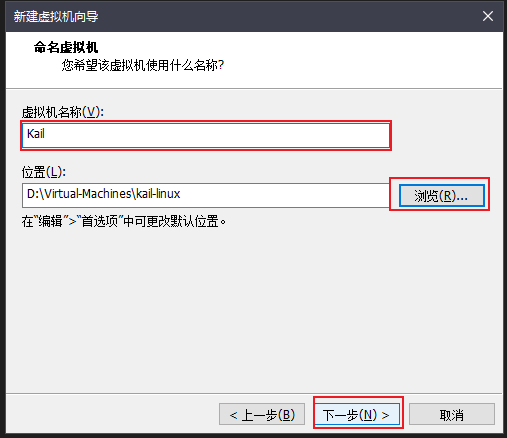 新建虚拟机向导
命名虚拟机
您希望该虚拟机使用什么名称?
虚拟机名称(V):
Kail
位置(L):
D:\Virtual-Machines\kail-linux
浏览(R)...
在“编辑”>“首选项”中可更改默认位置。
< 上一步(B)
下一步(N) >
取消